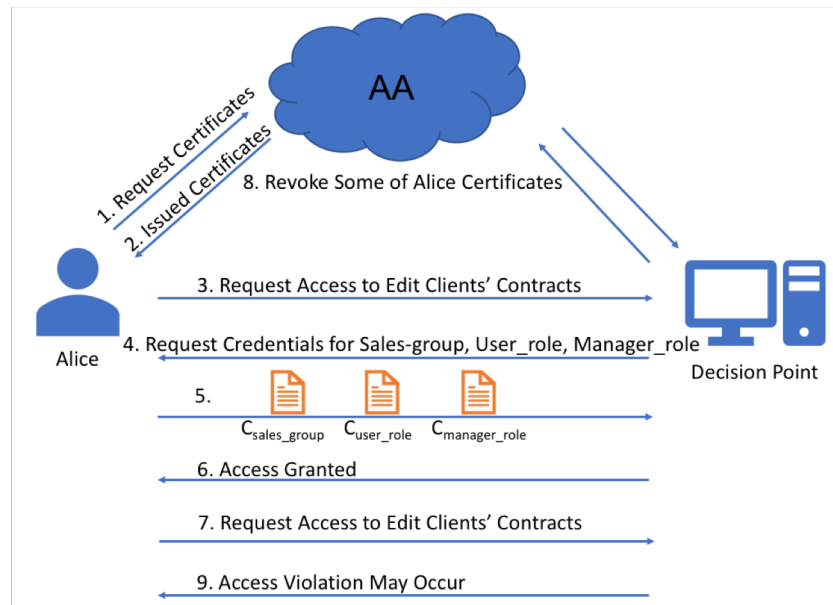 AA
1. Request Certificates
2. Issued Certificates
8. Revoke Some of Alice Certificates
3. Request Access to Edit Clients’ Contracts
Alice
4. Request Credentials for Sales-group, User_role, Manager_role
Decision Point
5.
Csales_group Cuser_role Cmanager_role
6. Access Granted
7. Request Access to Edit Clients’ Contracts
9. Access Violation May Occur